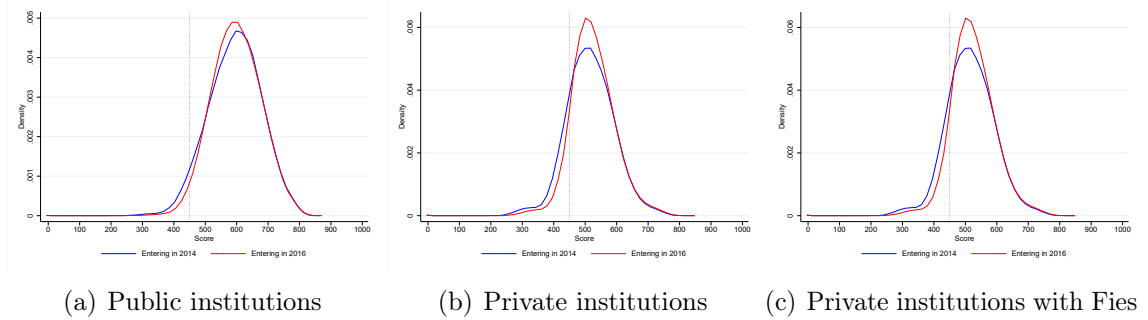 .005
.004
.003
.002
.001
0
Density
0 100 200 300 400 500 600 700 800 900 1000
Score
Entering in 2014 Entering in 2016
(a) Public institutions
.006
.004
.002
0
Density
0 100 200 300 400 500 600 700 800 900 1000
Score
Entering in 2014 Entering in 2016
(b) Private institutions
.006
.004
.002
0
Density
0 100 200 300 400 500 600 700 800 900 1000
Score
Entering in 2014 Entering in 2016
(c) Private institutions with Fies